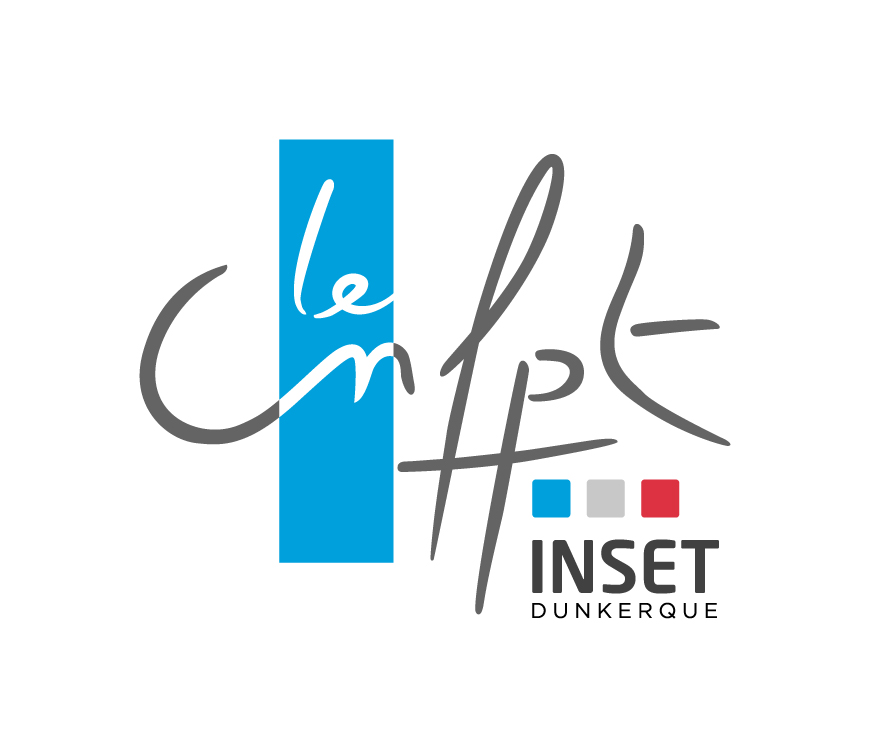 le
cnfpt
INSET
DUNKERQUE